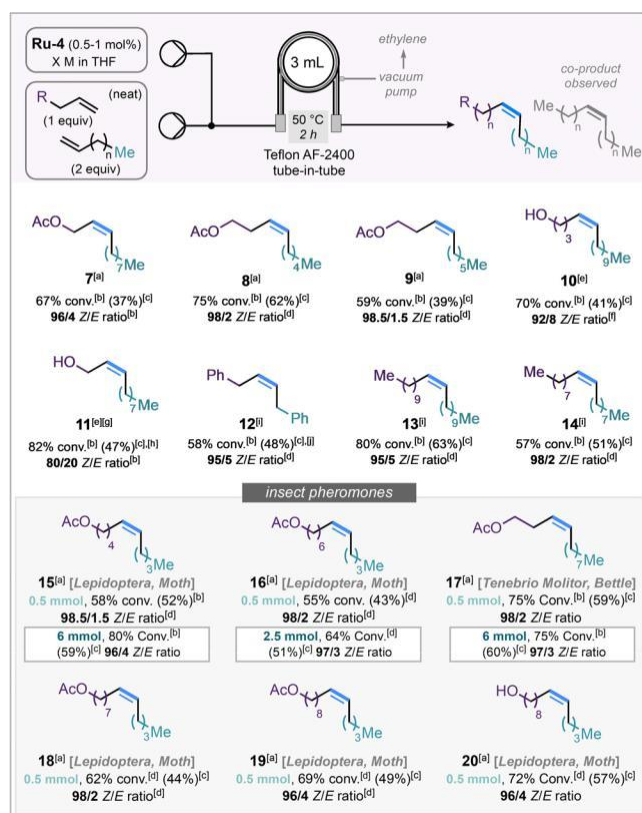 Ru-4 (0.5-1 mol%)
X M in THF
R
(neat)
(1 equiv)
( )n Me
(2 equiv)
3 mL
50 °C
2 h
Teflon AF-2400
tube-in-tube
ethylene
vacuum
pump
co-product
observed
R ( )n ( )n Me
Me ( )n ( )n Me
AcO ( )7 Me
7[a]
67% conv.[b] (37%)[c]
96/4 Z/E ratio[b]
AcO ( )4 Me
8[a]
75% conv.[b] (62%)[c]
98/2 Z/E ratio[d]
AcO ( )5 Me
9[a]
59% conv.[b] (39%)[c]
98.5/1.5 Z/E ratio[d]
HO ( )3 ( )9 Me
10[e]
70% conv.[b] (41%)[c]
92/8 Z/E ratio[f]
HO ( )7 Me
11[e][g]
82% conv.[b] (47%)[c],[h]
80/20 Z/E ratio[b]
Ph Ph
12[i]
58% conv.[b] (48%)[c],[j]
95/5 Z/E ratio[d]
Me ( )9 ( )9 Me
13[i]
80% conv.[b] (63%)[c]
95/5 Z/E ratio[d]
Me ( )7 ( )7 Me
14[i]
57% conv.[b] (51%)[c]
98/2 Z/E ratio[d]
insect pheromones
AcO ( )4 ( )3 Me
15[a] [Lepidoptera, Moth]
0.5 mmol, 58% conv. (52%)[b]
98.5/1.5 Z/E ratio[d]
6 mmol, 80% Conv.[b]
(59%)[c] 96/4 Z/E ratio
AcO ( )6 ( )3 Me
16[a] [Lepidoptera, Moth]
0.5 mmol, 55% conv. (43%)[d]
98/2 Z/E ratio[d]
2.5 mmol, 64% Conv.[d]
(51%)[c] 97/3 Z/E ratio
AcO ( )7 Me
17[a] [Tenebrio Molitor, Bettle]
0.5 mmol, 75% Conv.[b] (59%)[c]
98/2 Z/E ratio
6 mmol, 75% Conv.[b]
(60%)[c] 97/3 Z/E ratio
AcO ( )7 ( )3 Me
18[a] [Lepidoptera, Moth]
0.5 mmol, 62% conv.[d] (44%)[c]
98/2 Z/E ratio[d]
AcO ( )8 ( )3 Me
19[a] [Lepidoptera, Moth]
0.5 mmol, 69% conv.[d] (49%)[c]
96/4 Z/E ratio[d]
HO ( )8 ( )3 Me
20[a] [Lepidoptera, Moth]
0.5 mmol, 72% Conv.[d] (57%)[c]
96/4 Z/E ratio